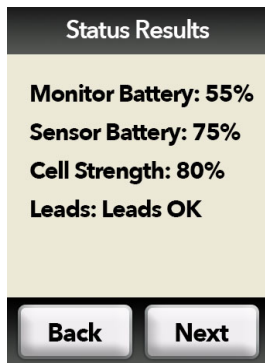 Status Results
Monitor Battery: 55%
Sensor Battery: 75%
Cell Strength: 80%
Leads: Leads OK
Back Next